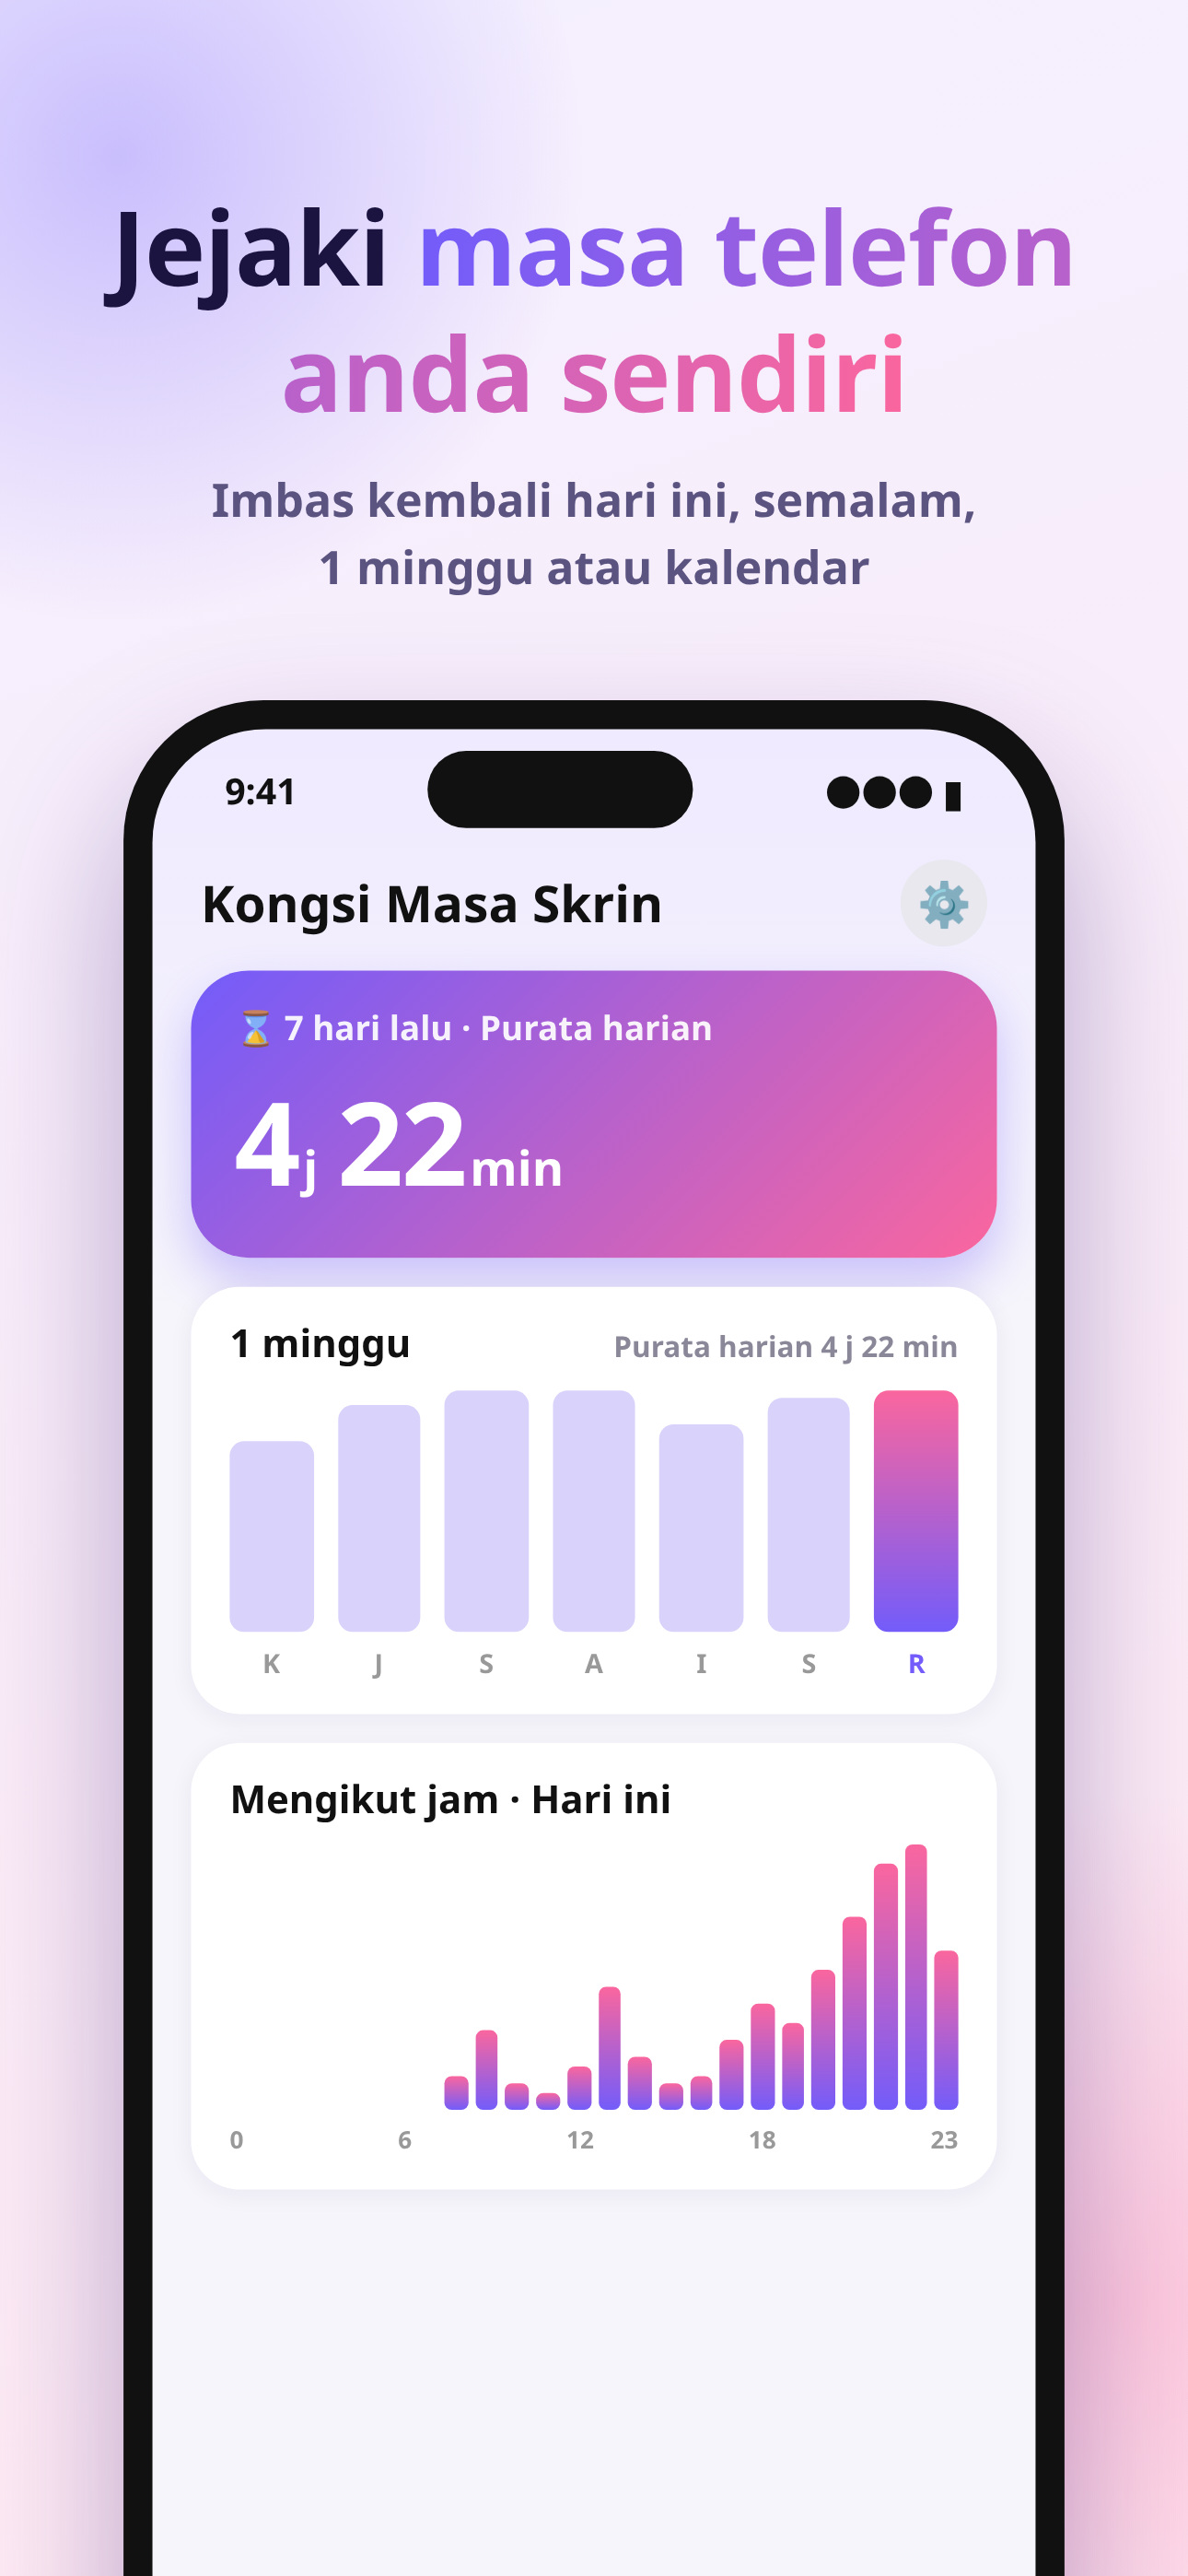 Jejaki masa telefon
anda sendiri
Imbas kembali hari ini, semalam,
1 minggu atau kalendar
9:41
Kongsi Masa Skrin
7 hari lalu · Purata harian
4j 22min
1 minggu
Purata harian 4 j 22 min
K J S A I S R
Mengikut jam · Hari ini
0 6 12 18 23